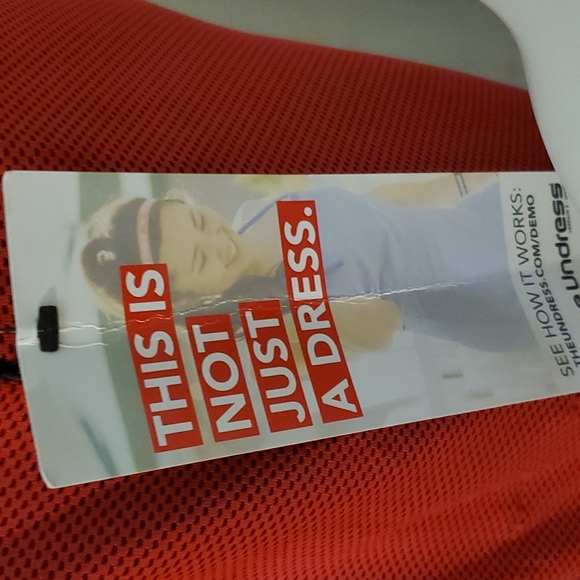 THIS IS
NOT
JUST
A DRESS.
SEE HOW IT WORKS:
THEUNDRESS.COM/DEMO
Undress